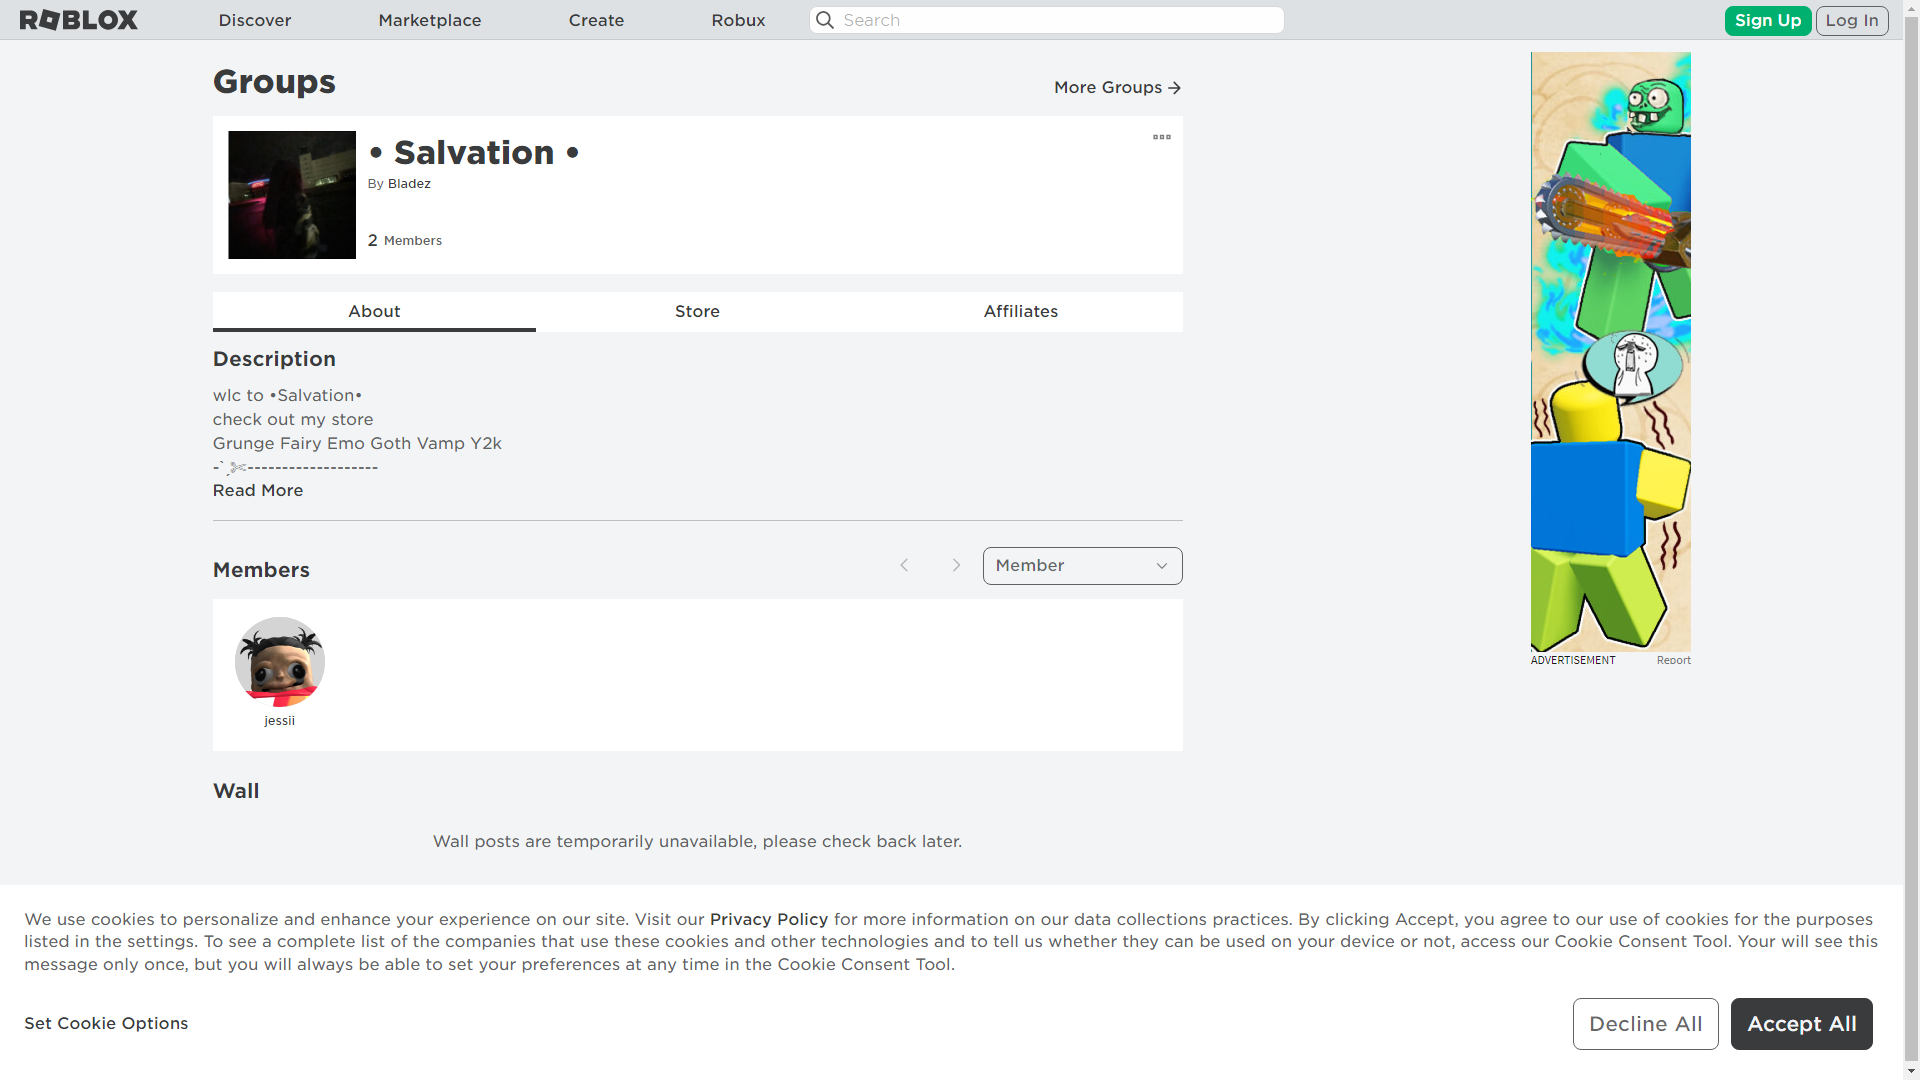 ROBLOX
Discover
Marketplace
Create
Robux
Search
Sign Up
Log In
Groups
More Groups
• Salvation •
By Bladez
2 Members
About
Store
Affiliates
Description
wlc to •Salvation•
check out my store
Grunge Fairy Emo Goth Vamp Y2k
-`ˏ✄-------------------
Read More
Members
Member
jessii
Wall
Wall posts are temporarily unavailable, please check back later.
ADVERTISEMENT
Report
We use cookies to personalize and enhance your experience on our site. Visit our Privacy Policy for more information on our data collections practices. By clicking Accept, you agree to our use of cookies for the purposes
listed in the settings. To see a complete list of the companies that use these cookies and other technologies and to tell us whether they can be used on your device or not, access our Cookie Consent Tool. Your will see this
message only once, but you will always be able to set your preferences at any time in the Cookie Consent Tool.
Set Cookie Options
Decline All
Accept All